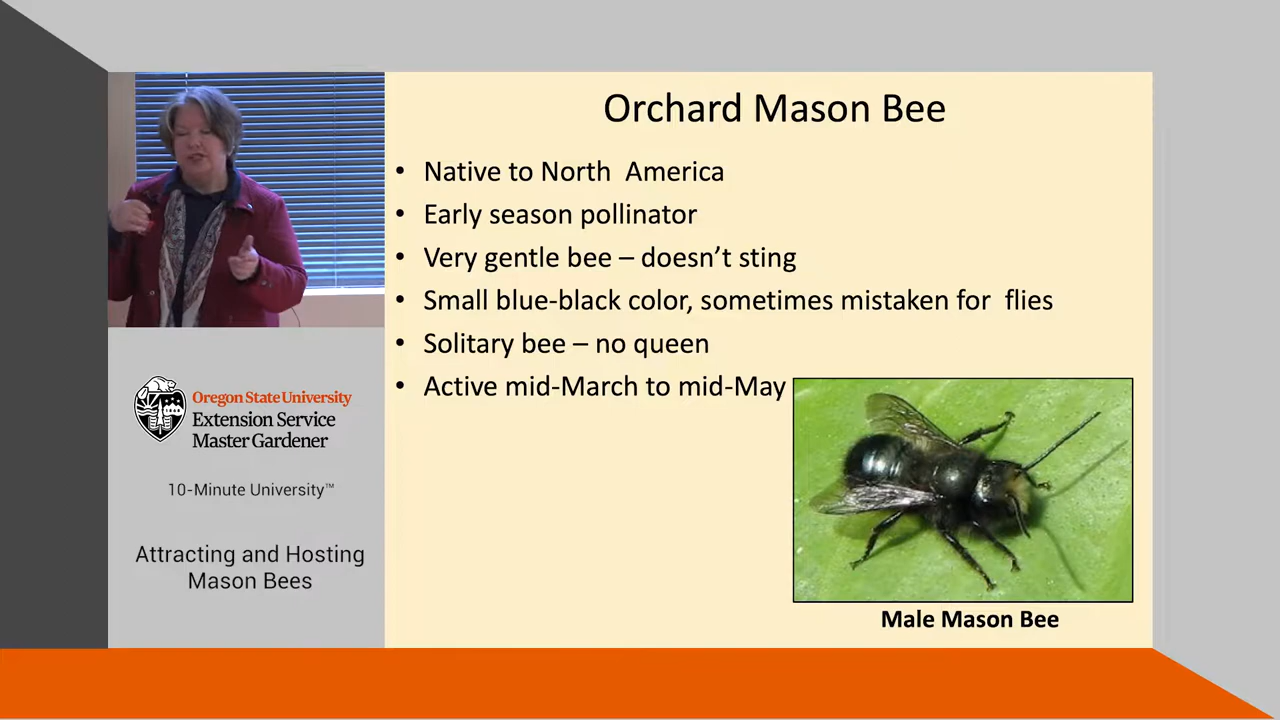 Orchard Mason Bee
• Native to North  America
• Early season pollinator
• Very gentle bee – doesn’t sting
• Small blue-black color, sometimes mistaken for  flies
• Solitary bee – no queen
• Active mid-March to mid-May
Male Mason Bee
Oregon State University
Extension Service
Master Gardener
10-Minute University™
Attracting and Hosting
Mason Bees